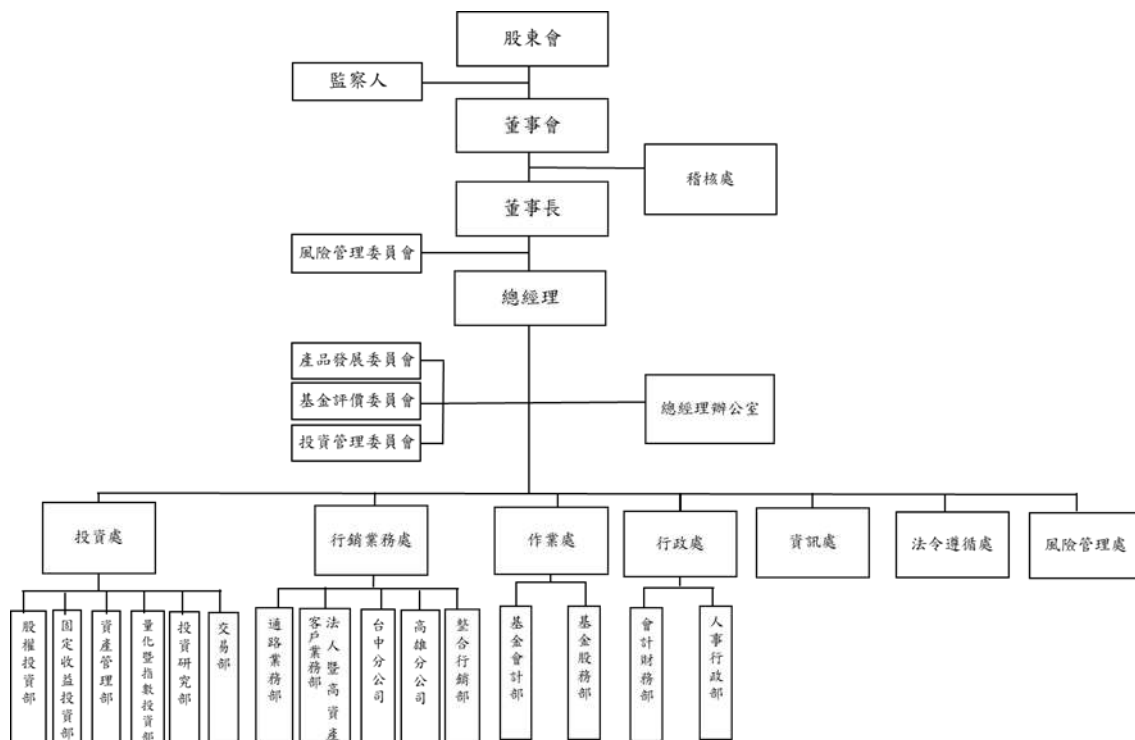 股東會
監察人
董事會
稽核處
董事長
風險管理委員會
總經理
產品發展委員會
基金評價委員會
總經理辦公室
投資管理委員會
投資處
行銷業務處
作業處
行政處
資訊處
法令遵循處
風險管理處
股權投資部
固定收益投資部
資產管理部
量化暨指數投資部
投資研究部
交易部
通路業務部
法人暨高資產
客戶業務部
台中分公司
高雄分公司
整合行銷部
基金會計部
基金股務部
會計財務部
人事行政部